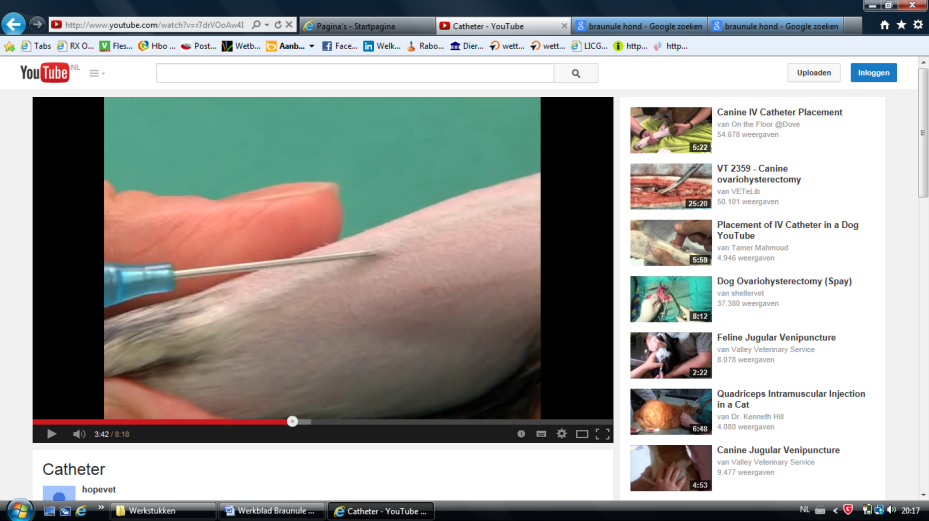 http://www.youtube.com/watch?v=r7drVOoAw4I
Pagina's - Startpagina
Catheter - YouTube
braunule hond - Google zoeken
braunule hond - Google zoeken
Tabs
RX O...
Fles...
Hbo ...
Post...
Wetb...
Aanb...
Face...
Welk...
Rabo...
Dier...
wett...
wett...
LICG...
http...
http...
YouTube NL
Uploaden
Inloggen
Canine IV Catheter Placement
van On the Floor @Dove
54.678 weergaven
5:22
VT 2359 - Canine
ovariohysterectomy
van VETeLib
50.101 weergaven
25:20
Placement of IV Catheter in a Dog
YouTube
van Tamer Mahmoud
4.946 weergaven
5:59
Dog Ovariohysterectomy (Spay)
van sheltervet
37.380 weergaven
8:12
Feline Jugular Venipuncture
van Valley Veterinary Service
8.078 weergaven
2:22
Quadriceps Intramuscular Injection
in a Cat
van Dr. Kenneth Hill
4.080 weergaven
6:48
Canine Jugular Venipuncture
van Valley Veterinary Service
9.477 weergaven
4:53
3:42 / 8:18
Catheter
hopevet
Werkstukken
Werkblad Braunule ...
Catheter - YouTube ...
NL
20:17